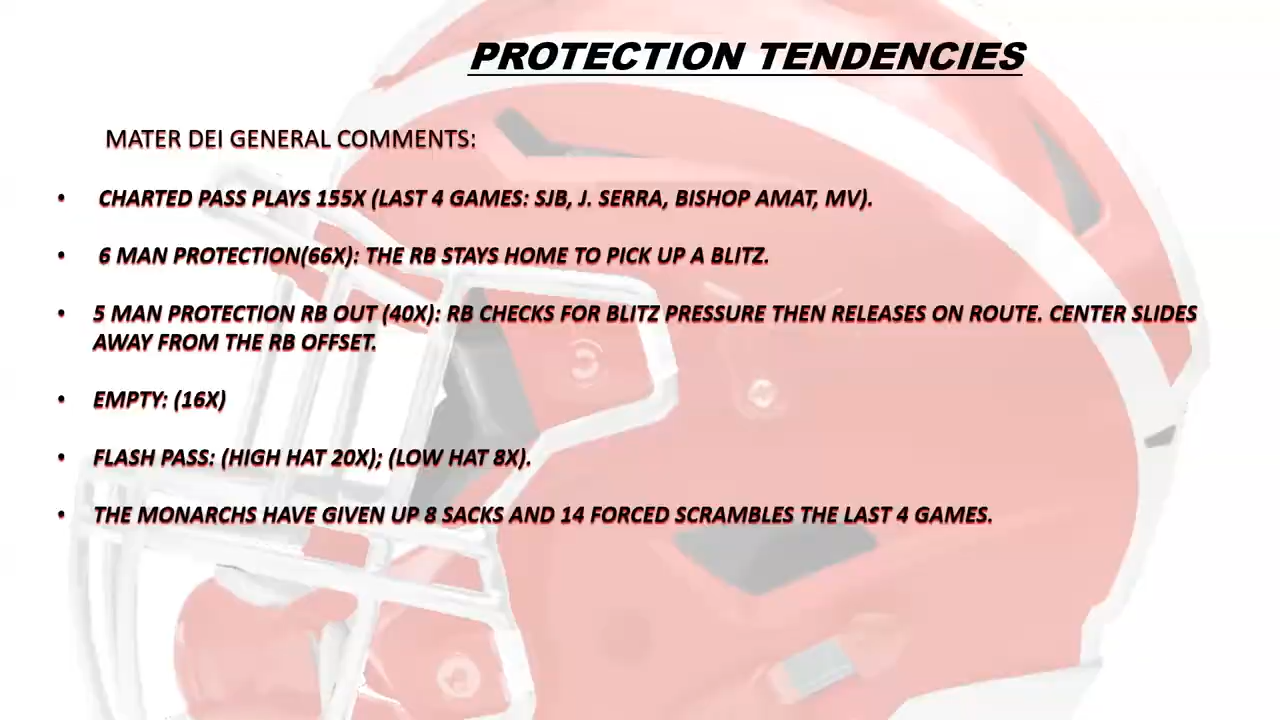 PROTECTION TENDENCIES
MATER DEI GENERAL COMMENTS:
• CHARTED PASS PLAYS 155X (LAST 4 GAMES: SJB, J. SERRA, BISHOP AMAT, MV).
• 6 MAN PROTECTION(66X): THE RB STAYS HOME TO PICK UP A BLITZ.
• 5 MAN PROTECTION RB OUT (40X): RB CHECKS FOR BLITZ PRESSURE THEN RELEASES ON ROUTE. CENTER SLIDES
AWAY FROM THE RB OFFSET.
• EMPTY: (16X)
• FLASH PASS: (HIGH HAT 20X); (LOW HAT 8X).
• THE MONARCHS HAVE GIVEN UP 8 SACKS AND 14 FORCED SCRAMBLES THE LAST 4 GAMES.